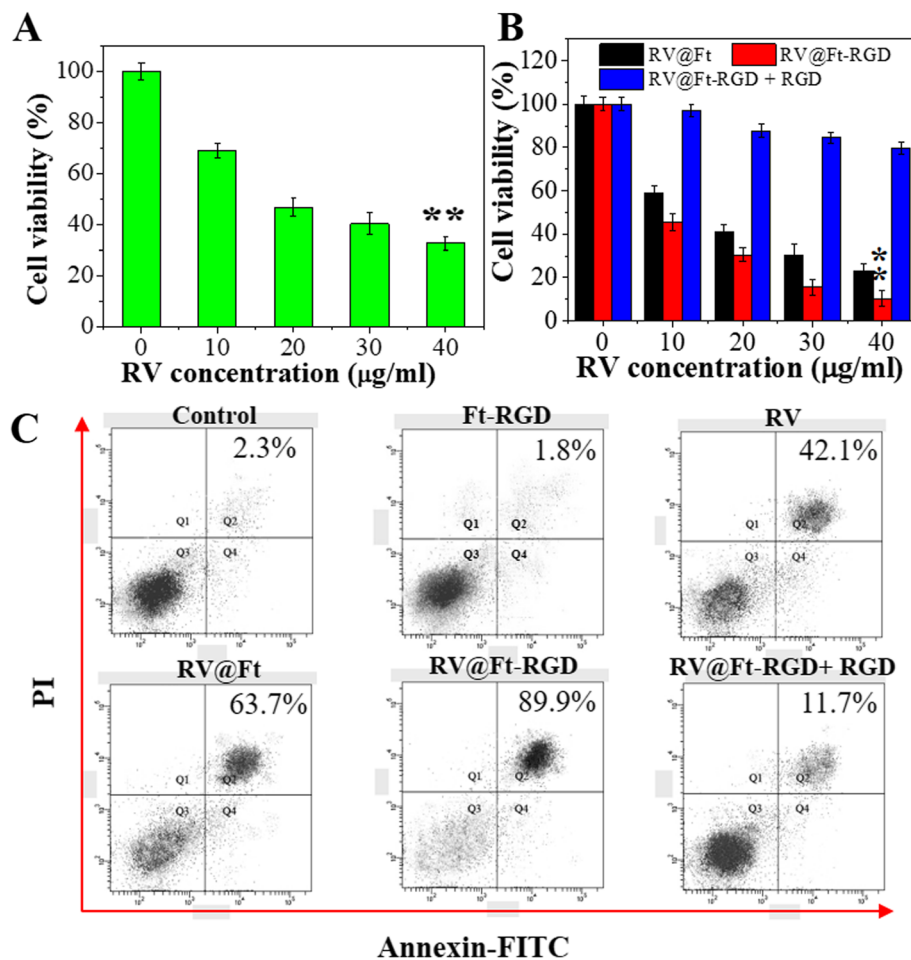 A
Cell viability (%)
100
80
60
40
20
0
**
0 10 20 30 40
RV concentration (μg/ml)
B
Cell viability (%)
120
100
80
60
40
20
0
RV@Ft RV@Ft-RGD
RV@Ft-RGD + RGD
**
0 10 20 30 40
RV concentration (μg/ml)
C
PI
Control
2.3%
Q1 Q2
Q3 Q4
Ft-RGD
1.8%
Q1 Q2
Q3 Q4
RV
42.1%
Q1 Q2
Q3 Q4
RV@Ft
63.7%
Q1 Q2
Q3 Q4
RV@Ft-RGD
89.9%
Q1 Q2
Q3 Q4
RV@Ft-RGD+ RGD
11.7%
Q1 Q2
Q3 Q4
Annexin-FITC